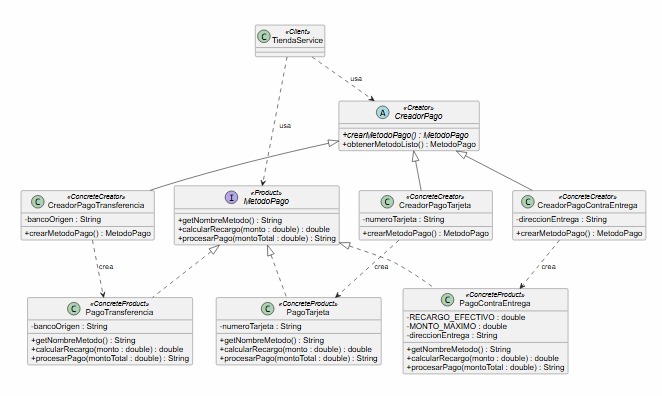 «Client»
C TiendaService
usa
usa
«Creator»
A CreadorPago
+crearMetodoPago() : MetodoPago
+obtenerMetodoListo() : MetodoPago
«ConcreteCreator»
C CreadorPagoTransferencia
-bancoOrigen : String
+crearMetodoPago() : MetodoPago
«Product»
I MetodoPago
+getNombreMetodo() : String
+calcularRecargo(monto : double) : double
+procesarPago(montoTotal : double) : String
«ConcreteCreator»
C CreadorPagoTarjeta
-numeroTarjeta : String
+crearMetodoPago() : MetodoPago
«ConcreteCreator»
C CreadorPagoContraEntrega
-direccionEntrega : String
+crearMetodoPago() : MetodoPago
crea
crea
crea
«ConcreteProduct»
C PagoTransferencia
-bancoOrigen : String
+getNombreMetodo() : String
+calcularRecargo(monto : double) : double
+procesarPago(montoTotal : double) : String
«ConcreteProduct»
C PagoTarjeta
-numeroTarjeta : String
+getNombreMetodo() : String
+calcularRecargo(monto : double) : double
+procesarPago(montoTotal : double) : String
«ConcreteProduct»
C PagoContraEntrega
-RECARGO_EFECTIVO : double
-MONTO_MAXIMO : double
-direccionEntrega : String
+getNombreMetodo() : String
+calcularRecargo(monto : double) : double
+procesarPago(montoTotal : double) : String